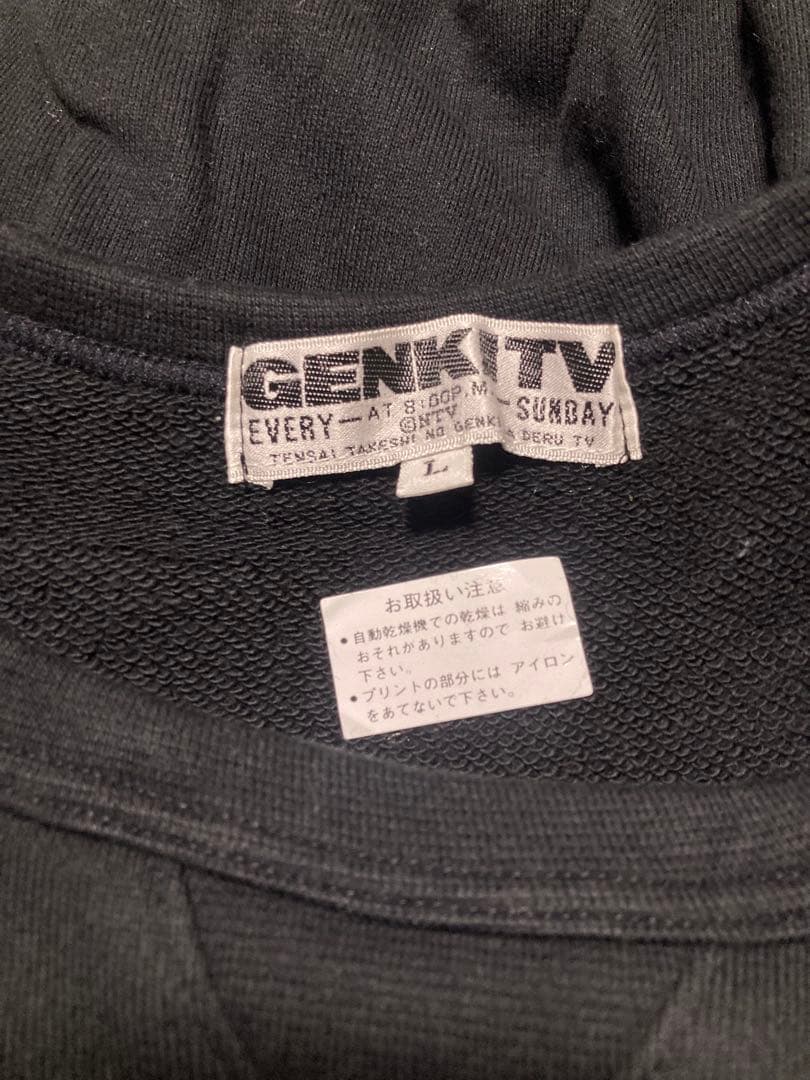 GENKI TV
EVERY—AT 8:00P.M.—SUNDAY
©NTV
TENSAI TAKESHI NO GENKI GA DERU TV
L
お取扱い注意
•自動乾燥機での乾燥は 縮みの
おそれがありますので お避け
下さい。
•プリントの部分には アイロン
をあてないで下さい。